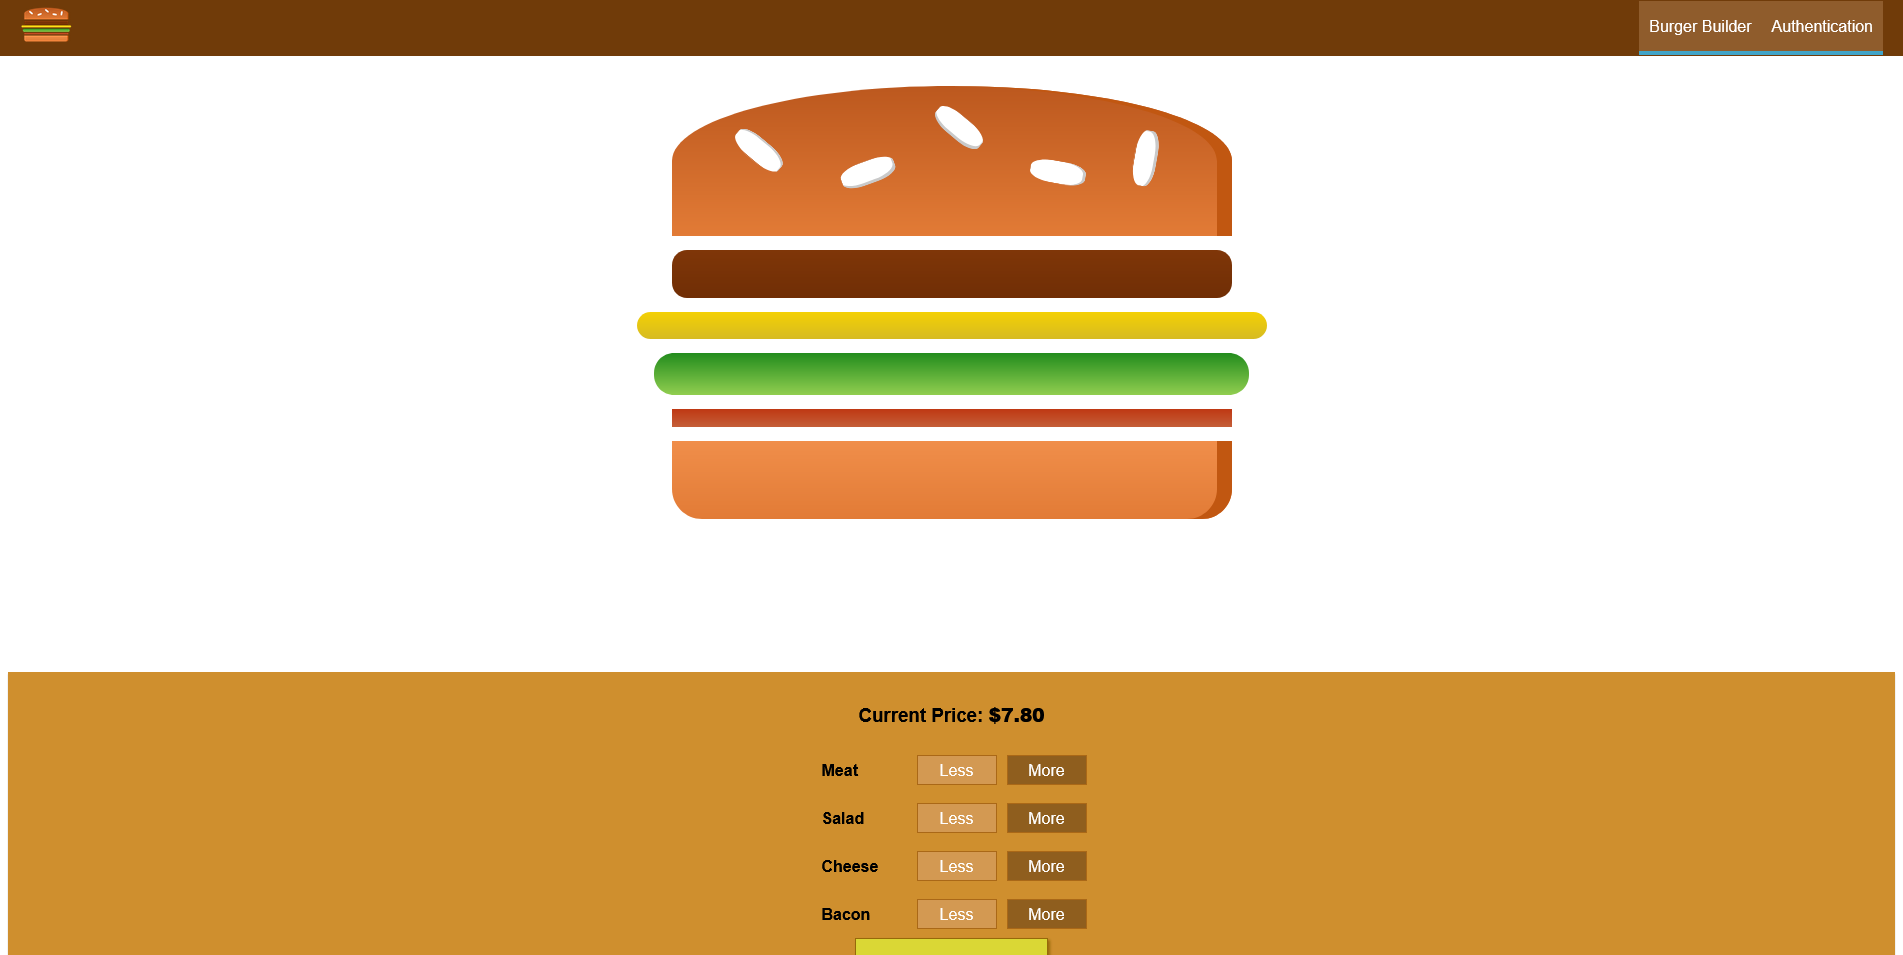 Burger Builder Authentication
Current Price: $7.80
Meat Less More
Salad Less More
Cheese Less More
Bacon Less More